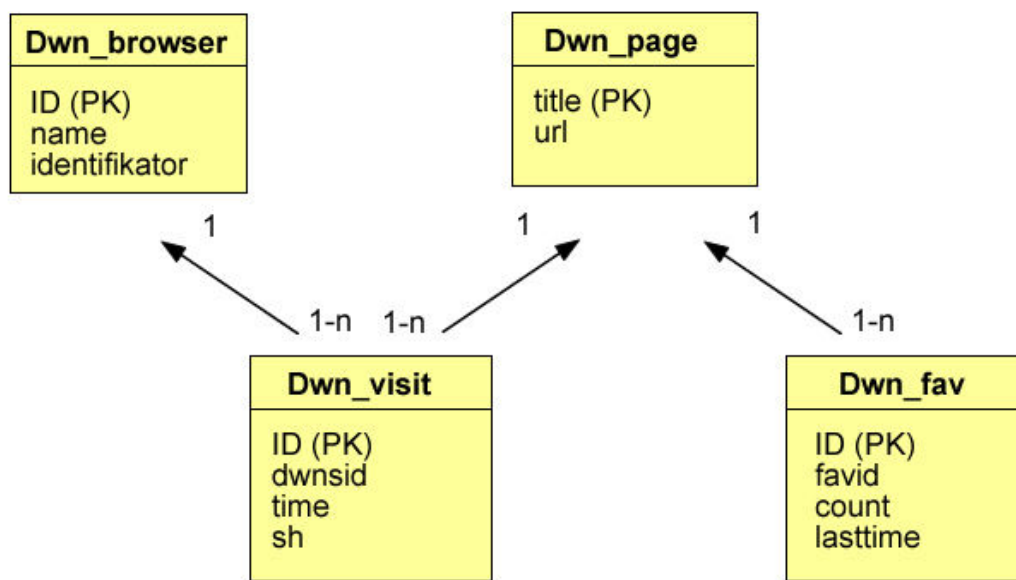 Dwn_browser
ID (PK)
name
identifikator
Dwn_page
title (PK)
url
1
1
1
1-n
1-n
1-n
Dwn_visit
ID (PK)
dwnsid
time
sh
Dwn_fav
ID (PK)
favid
count
lasttime